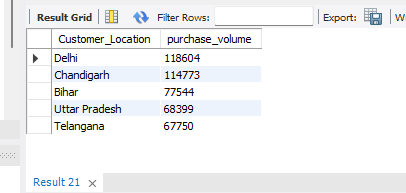 Result Grid Filter Rows: Export:
Customer_Location purchase_volume
Delhi 118604
Chandigarh 114773
Bihar 77544
Uttar Pradesh 68399
Telangana 67750
Result 21